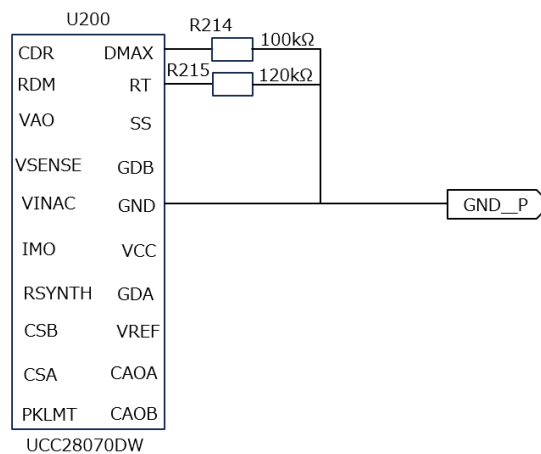 U200
R214
CDR DMAX 100kΩ
R215
RDM RT 120kΩ
VAO SS
VSENSE GDB
VINAC GND GND__P
IMO VCC
RSYNTH GDA
CSB VREF
CSA CAOA
PKLMT CAOB
UCC28070DW